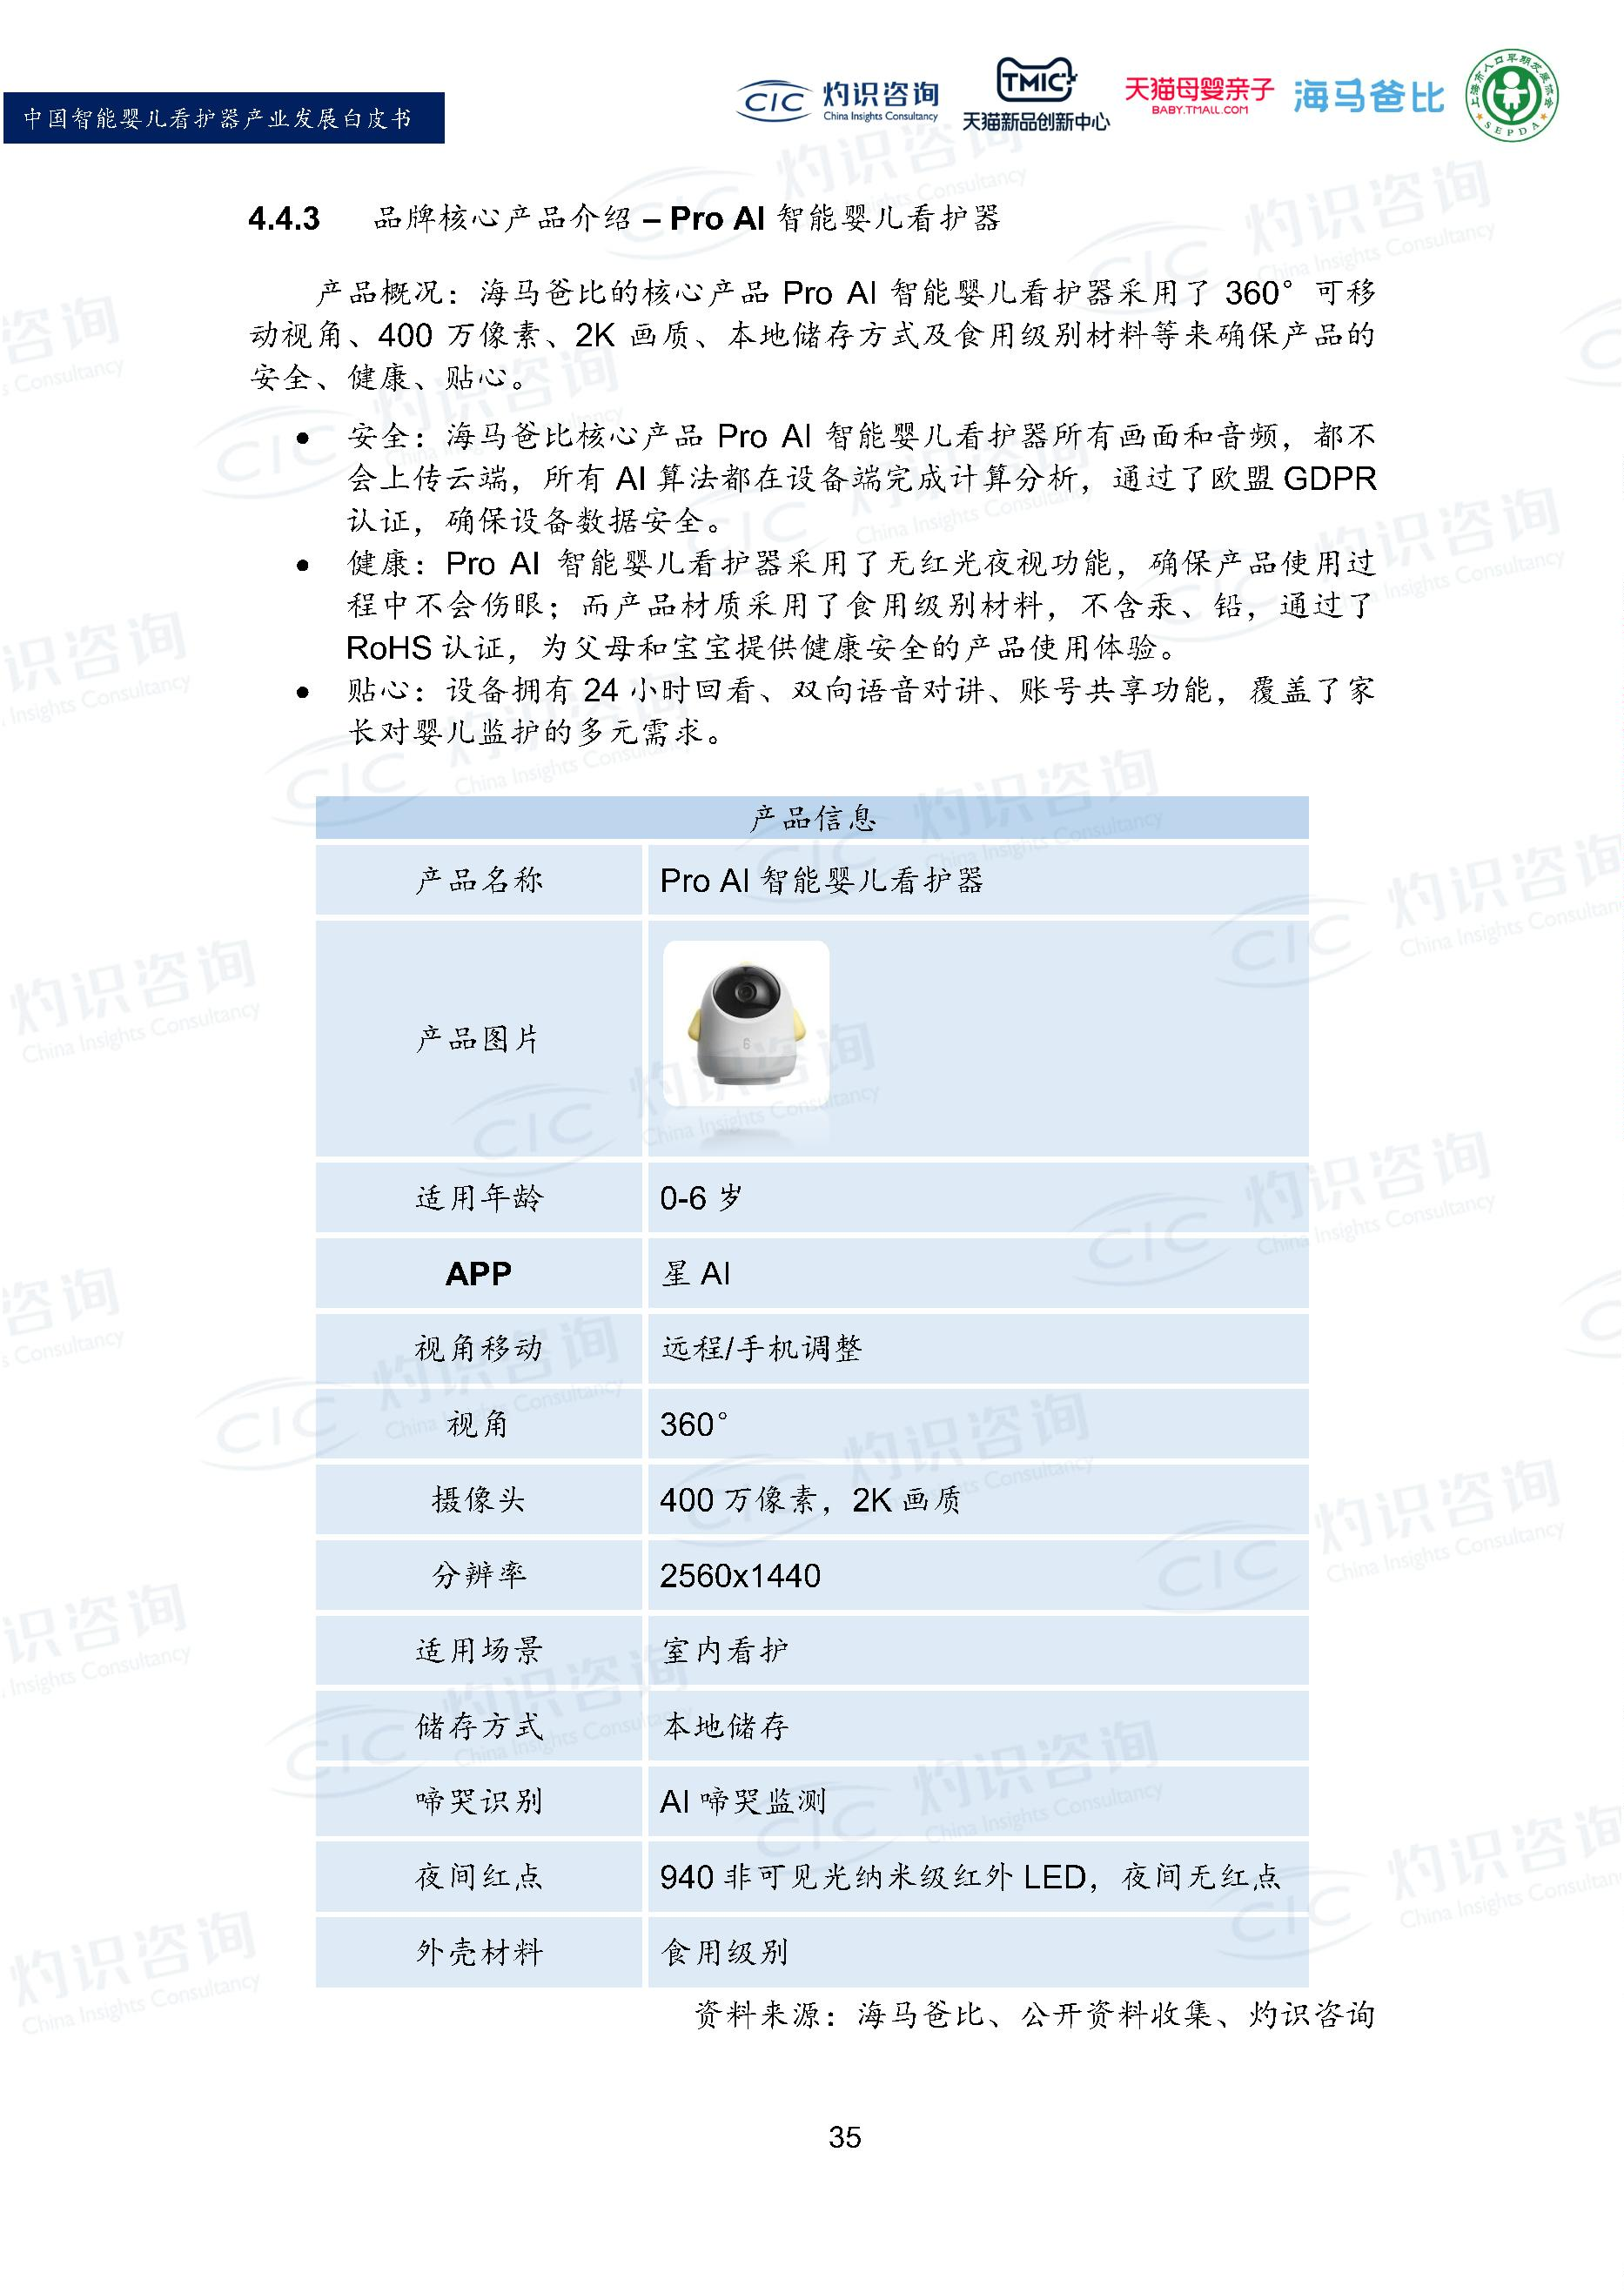 中国智能婴儿看护器产业发展白皮书
CIC 灼识咨询
China Insights Consultancy
TMIC
天猫新品创新中心
天猫母婴亲子
BABY.TMALL.COM
海马爸比
上海市人口早期发展协会
SEPDA
4.4.3 品牌核心产品介绍 – Pro AI 智能婴儿看护器
产品概况：海马爸比的核心产品 Pro AI 智能婴儿看护器采用了 360°可移
动视角、400 万像素、2K 画质、本地储存方式及食用级别材料等来确保产品的
安全、健康、贴心。
● 安全：海马爸比核心产品 Pro AI 智能婴儿看护器所有画面和音频，都不
会上传云端，所有 AI 算法都在设备端完成计算分析，通过了欧盟 GDPR
认证，确保设备数据安全。
● 健康：Pro AI 智能婴儿看护器采用了无红光夜视功能，确保产品使用过
程中不会伤眼；而产品材质采用了食用级别材料，不含汞、铅，通过了
RoHS 认证，为父母和宝宝提供健康安全的产品使用体验。
● 贴心：设备拥有 24 小时回看、双向语音对讲、账号共享功能，覆盖了家
长对婴儿监护的多元需求。
产品信息
产品名称 Pro AI 智能婴儿看护器
产品图片
适用年龄 0-6 岁
APP 星 AI
视角移动 远程/手机调整
视角 360°
摄像头 400 万像素，2K 画质
分辨率 2560x1440
适用场景 室内看护
储存方式 本地储存
啼哭识别 AI 啼哭监测
夜间红点 940 非可见光纳米级红外 LED，夜间无红点
外壳材料 食用级别
资料来源：海马爸比、公开资料收集、灼识咨询
35